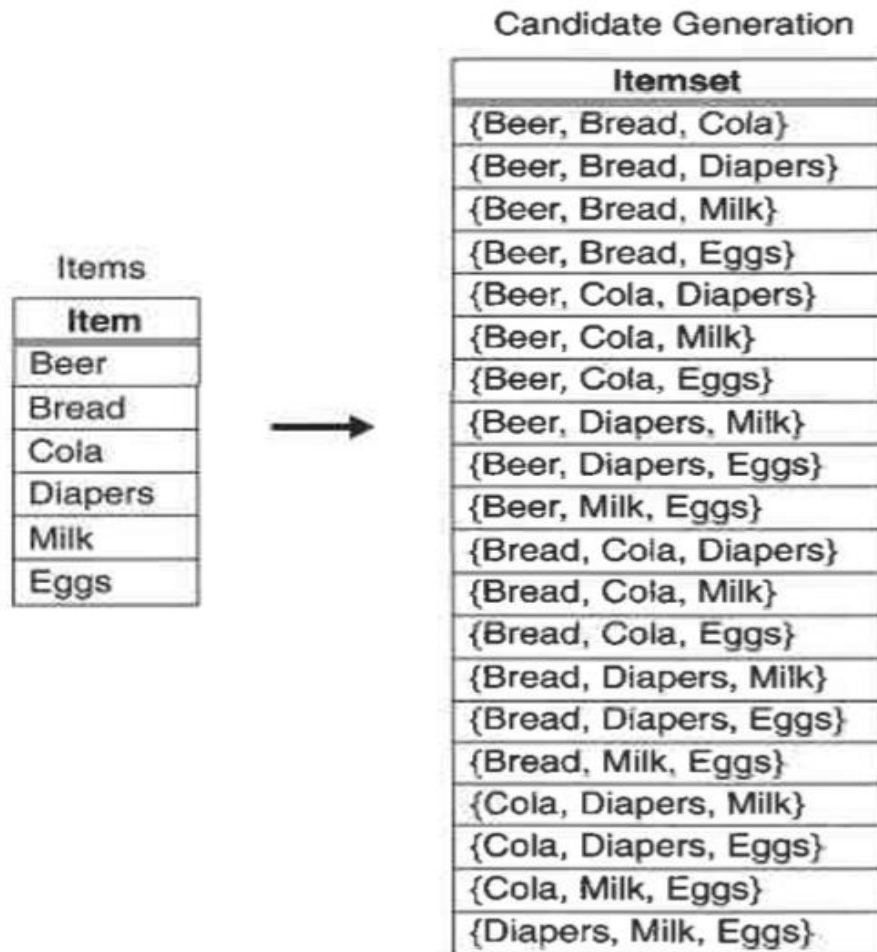 Candidate Generation
Itemset
{Beer, Bread, Cola}
{Beer, Bread, Diapers}
{Beer, Bread, Milk}
{Beer, Bread, Eggs}
{Beer, Cola, Diapers}
{Beer, Cola, Milk}
{Beer, Cola, Eggs}
{Beer, Diapers, Milk}
{Beer, Diapers, Eggs}
{Beer, Milk, Eggs}
{Bread, Cola, Diapers}
{Bread, Cola, Milk}
{Bread, Cola, Eggs}
{Bread, Diapers, Milk}
{Bread, Diapers, Eggs}
{Bread, Milk, Eggs}
{Cola, Diapers, Milk}
{Cola, Diapers, Eggs}
{Cola, Milk, Eggs}
{Diapers, Milk, Eggs}
Items
Item
Beer
Bread
Cola
Diapers
Milk
Eggs